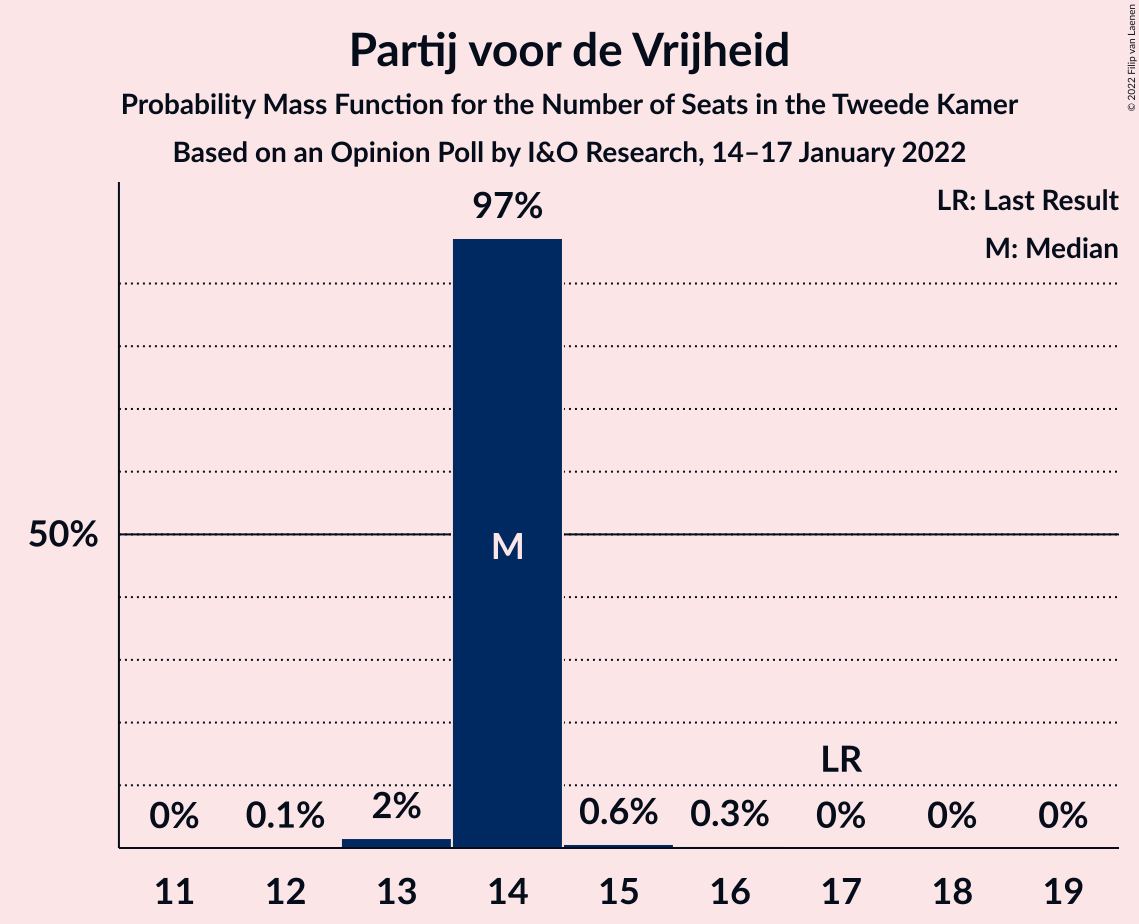 Partij voor de Vrijheid
Probability Mass Function for the Number of Seats in the Tweede Kamer
Based on an Opinion Poll by I&O Research, 14–17 January 2022
© 2022 Filip van Laenen
LR: Last Result
M: Median
97%
50%
M
LR
0% 0.1% 2% 0.6% 0.3% 0% 0% 0%
11 12 13 14 15 16 17 18 19